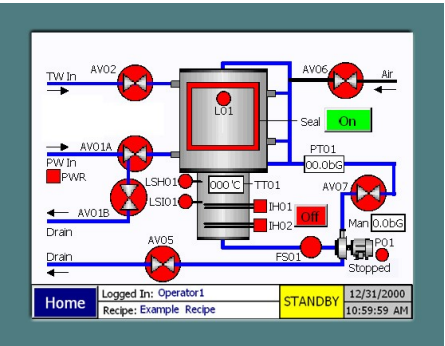 TW In
AV02
AV06
Air
L01
Seal
On
AV01A
PW In
PWR
PT01
00.0bG
LSH01
000 °C
TT01
AV07
LSI01
IH01
Off
IH02
Man
0.0bG
AV01B
Drain
AV05
FS01
P01
Stopped
Drain
Home
Logged In: Operator1
Recipe: Example Recipe
STANDBY
12/31/2000
10:59:59 AM